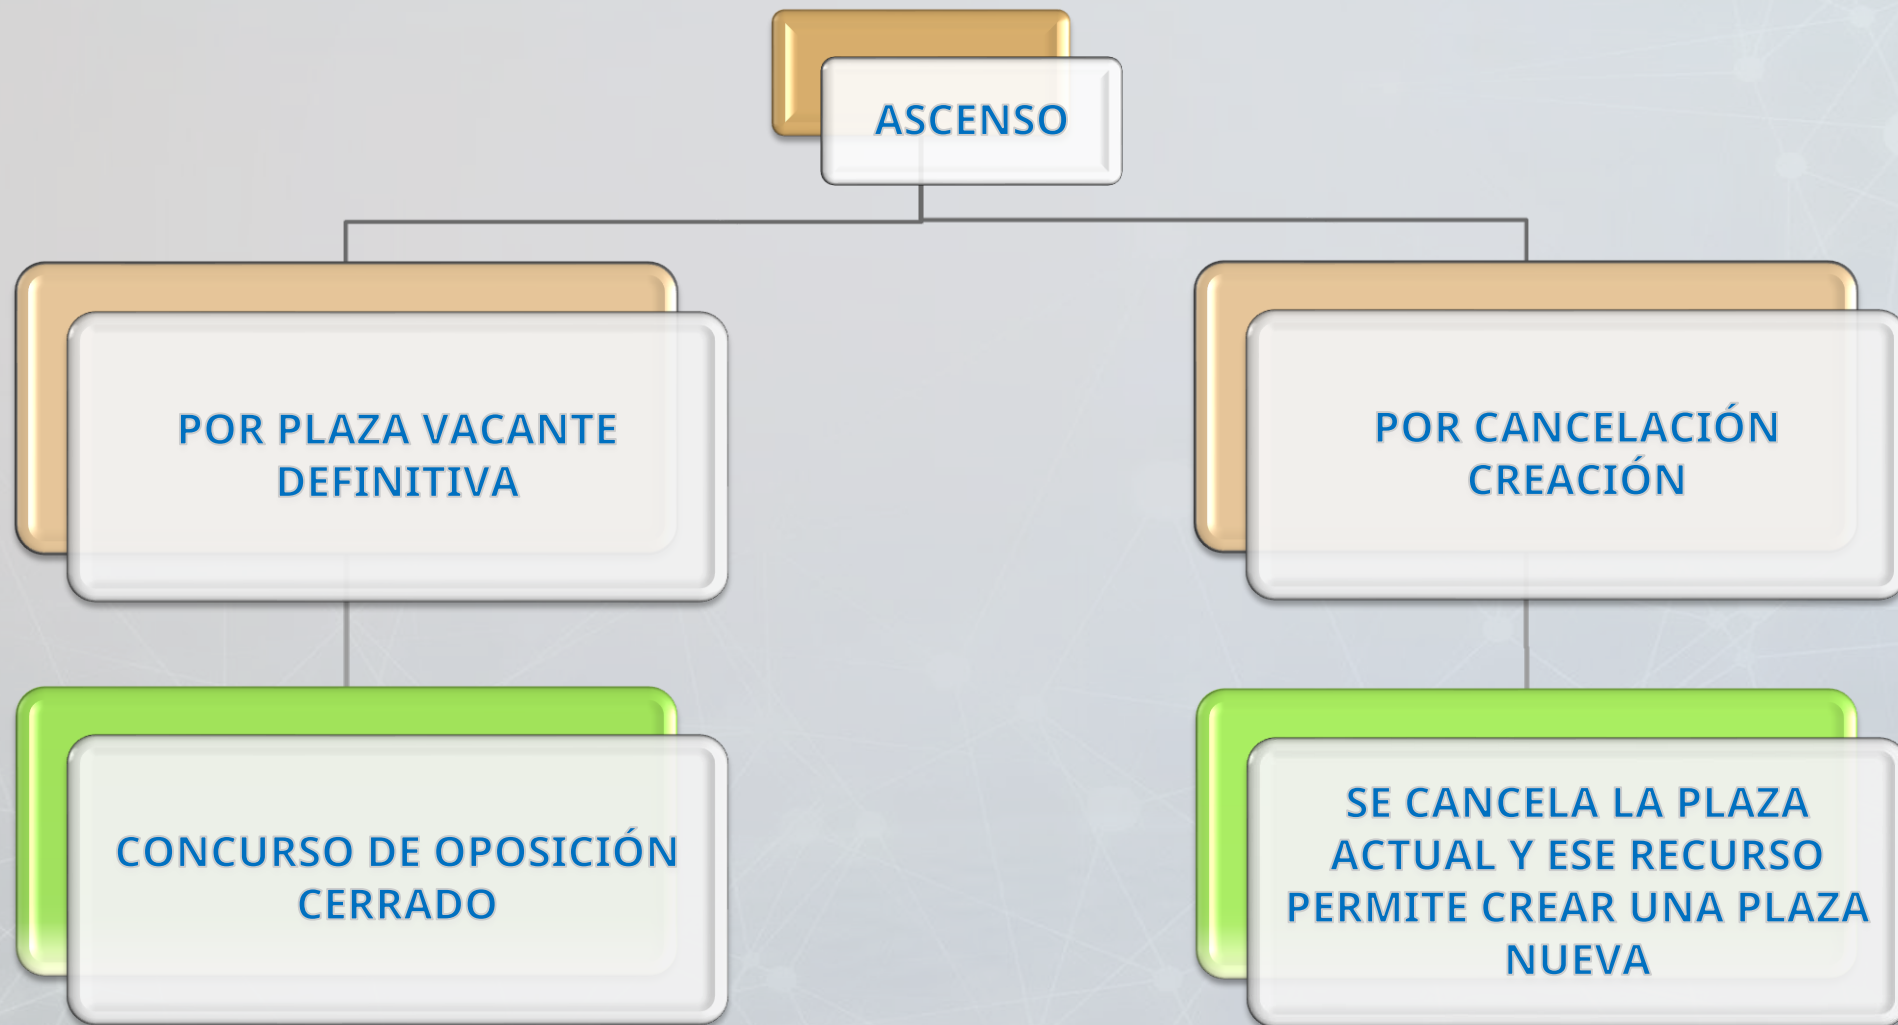 ASCENSO
POR PLAZA VACANTE
DEFINITIVA
POR CANCELACIÓN
CREACIÓN
CONCURSO DE OPOSICIÓN
CERRADO
SE CANCELA LA PLAZA
ACTUAL Y ESE RECURSO
PERMITE CREAR UNA PLAZA
NUEVA